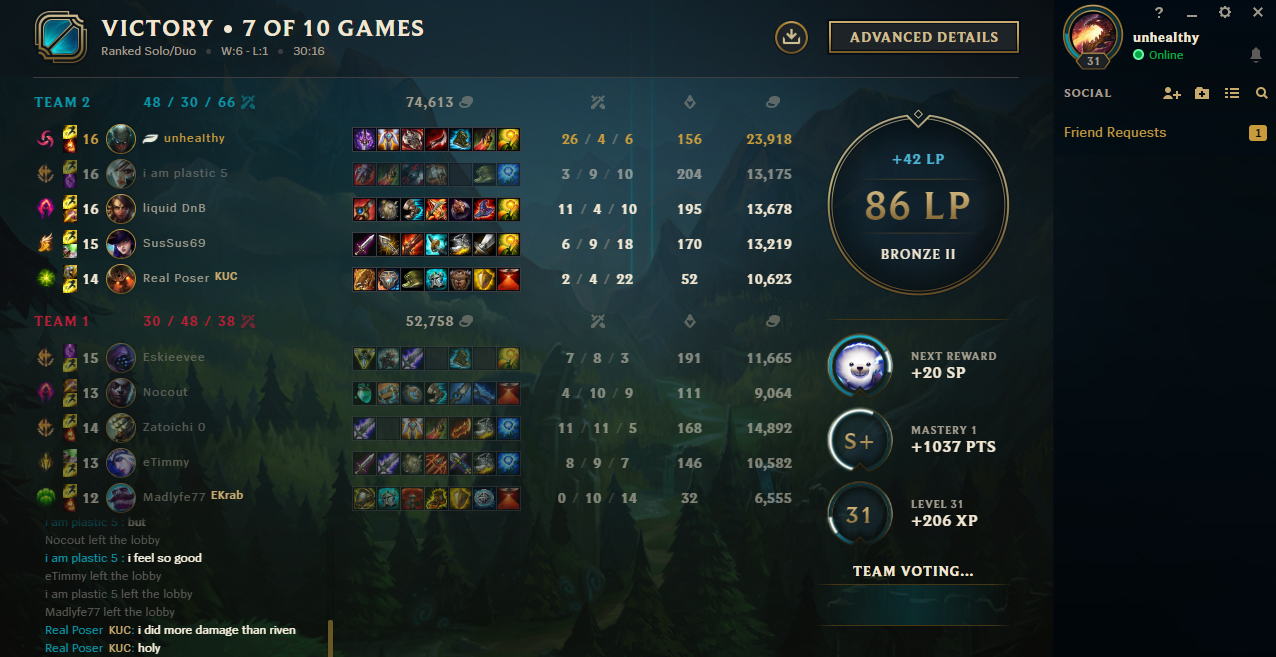 VICTORY • 7 OF 10 GAMES
Ranked Solo/Duo • W:6 - L:1 • 30:16
ADVANCED DETAILS
?
31
unhealthy
Online
SOCIAL
Friend Requests 1
TEAM 2 48 / 30 / 66 74,613
16 unhealthy 26 / 4 / 6 156 23,918
16 i am plastic 5 3 / 9 / 10 204 13,175
16 liquid DnB 11 / 4 / 10 195 13,678
15 SusSus69 6 / 9 / 18 170 13,219
14 Real Poser KUC 2 / 4 / 22 52 10,623
TEAM 1 30 / 48 / 38 52,758
15 Eskieevee 7 / 8 / 3 191 11,665
13 Nocout 4 / 10 / 9 111 9,064
14 Zatoichi 0 11 / 11 / 5 168 14,892
13 eTimmy 8 / 9 / 7 146 10,582
12 Madlyfe77 EKrab 0 / 10 / 14 32 6,555
+42 LP
86 LP
BRONZE II
NEXT REWARD
+20 SP
S+
MASTERY 1
+1037 PTS
31
LEVEL 31
+206 XP
TEAM VOTING...
i am plastic 5 : but
Nocout left the lobby
i am plastic 5 : i feel so good
eTimmy left the lobby
i am plastic 5 left the lobby
Madlyfe77 left the lobby
Real Poser KUC: i did more damage than riven
Real Poser KUC: holy